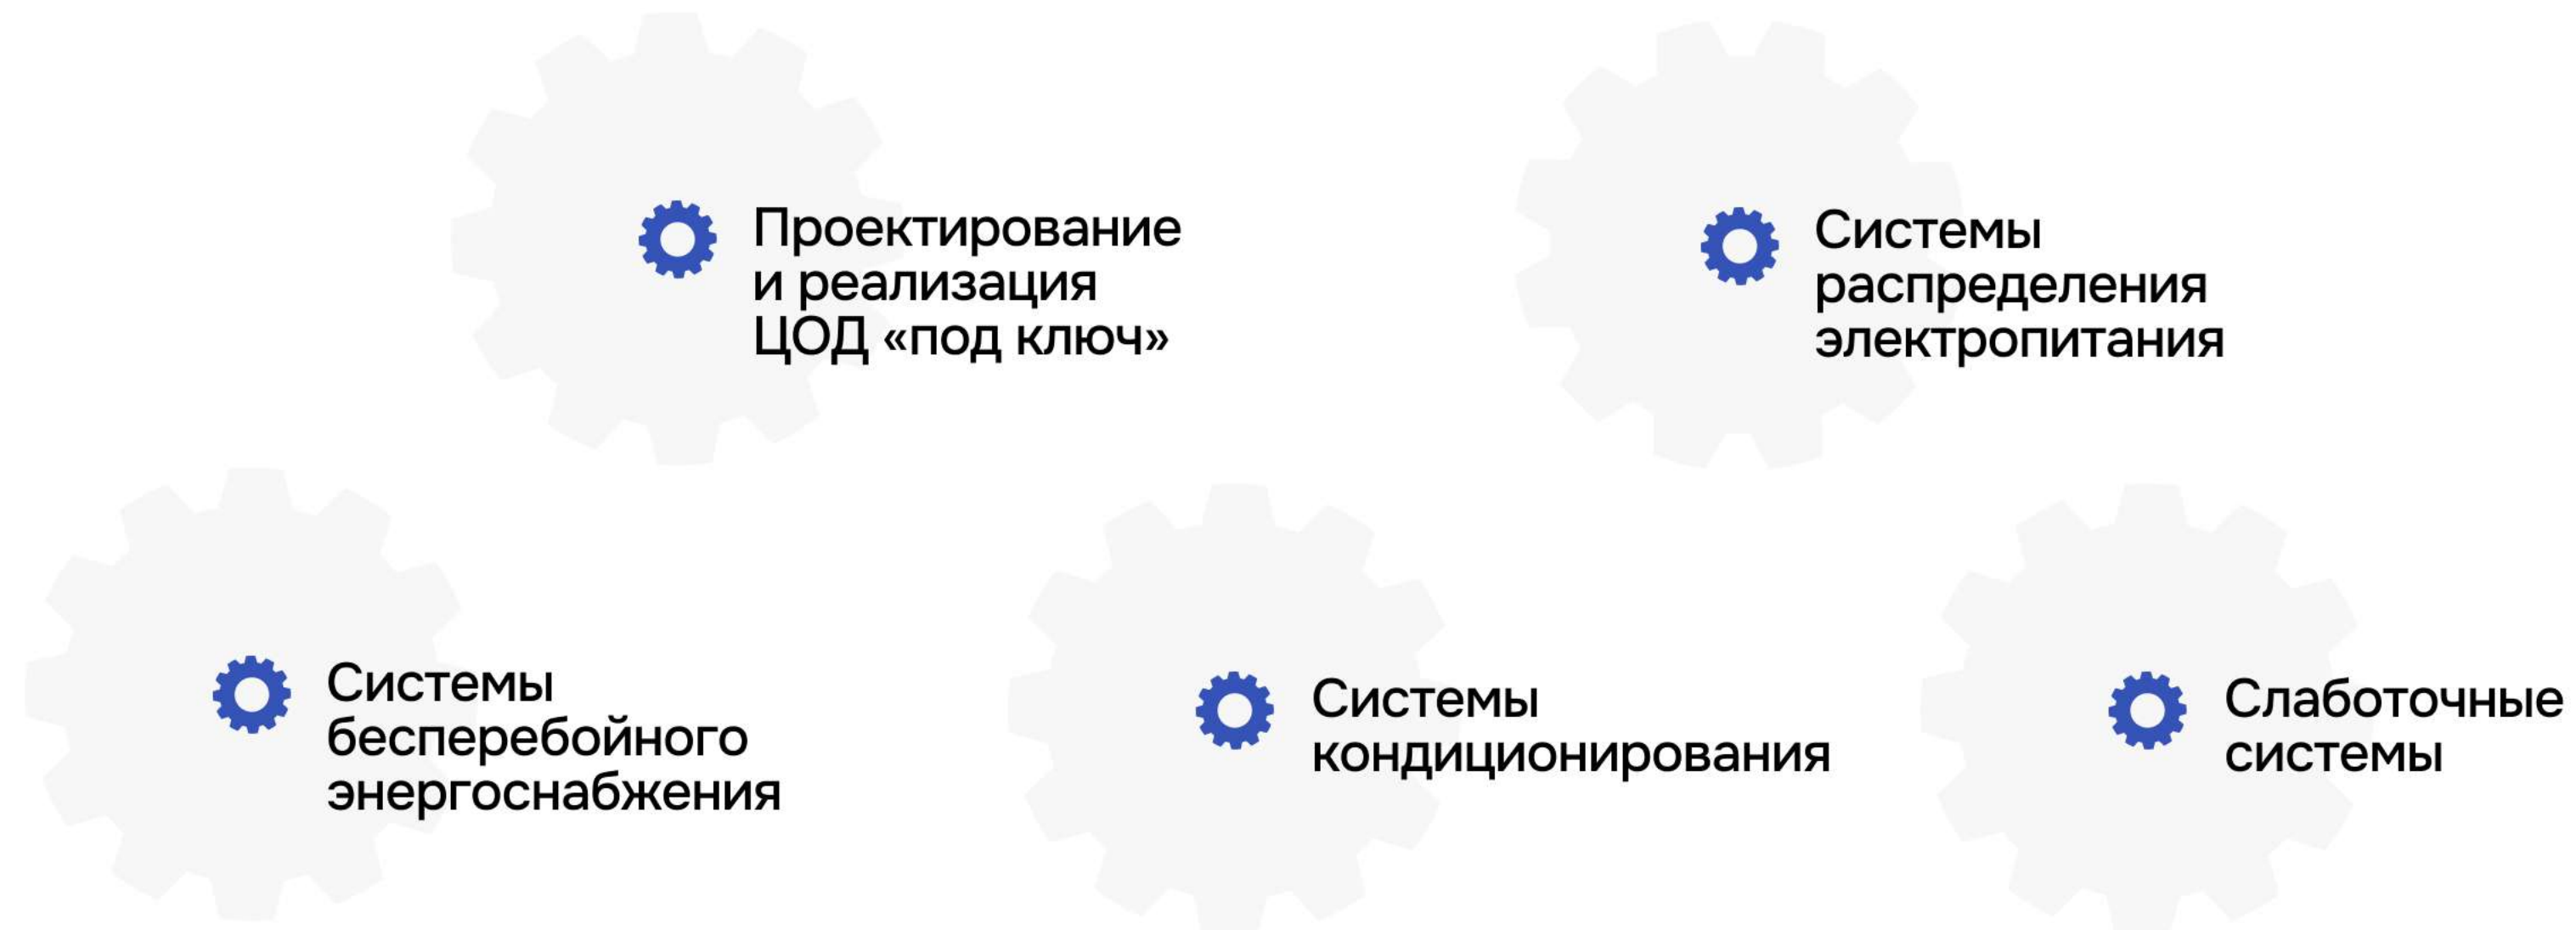 Проектирование
и реализация
ЦОД «под ключ»
Системы
распределения
электропитания
Системы
бесперебойного
энергоснабжения
Системы
кондиционирования
Слаботочные
системы